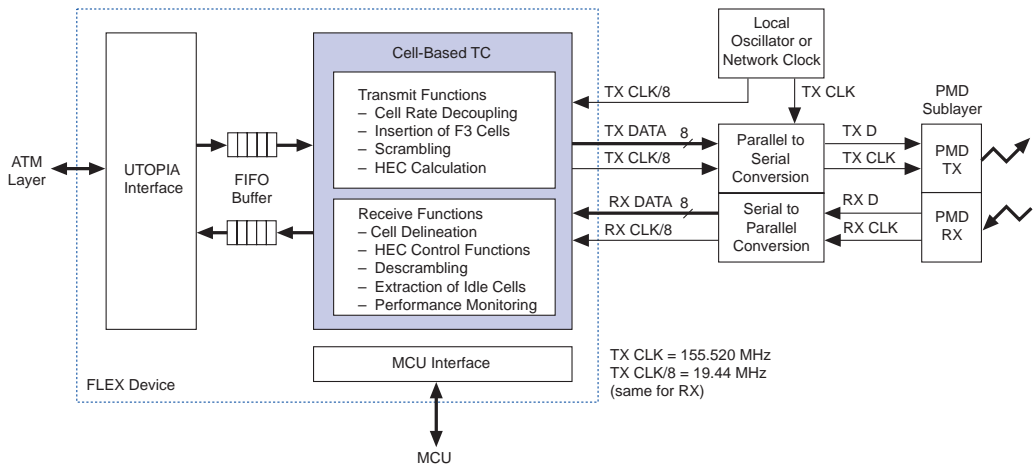 Cell-Based TC
Transmit Functions
– Cell Rate Decoupling
– Insertion of F3 Cells
– Scrambling
– HEC Calculation
Receive Functions
– Cell Delineation
– HEC Control Functions
– Descrambling
– Extraction of Idle Cells
– Performance Monitoring
ATM
Layer
UTOPIA
Interface
FIFO
Buffer
Local
Oscillator or
Network Clock
TX CLK/8
TX CLK
TX DATA
8
TX CLK/8
RX DATA
8
RX CLK/8
Parallel to
Serial
Conversion
Serial to
Parallel
Conversion
TX D
TX CLK
RX D
RX CLK
PMD
Sublayer
PMD
TX
PMD
RX
MCU Interface
FLEX Device
MCU
TX CLK = 155.520 MHz
TX CLK/8 = 19.44 MHz
(same for RX)